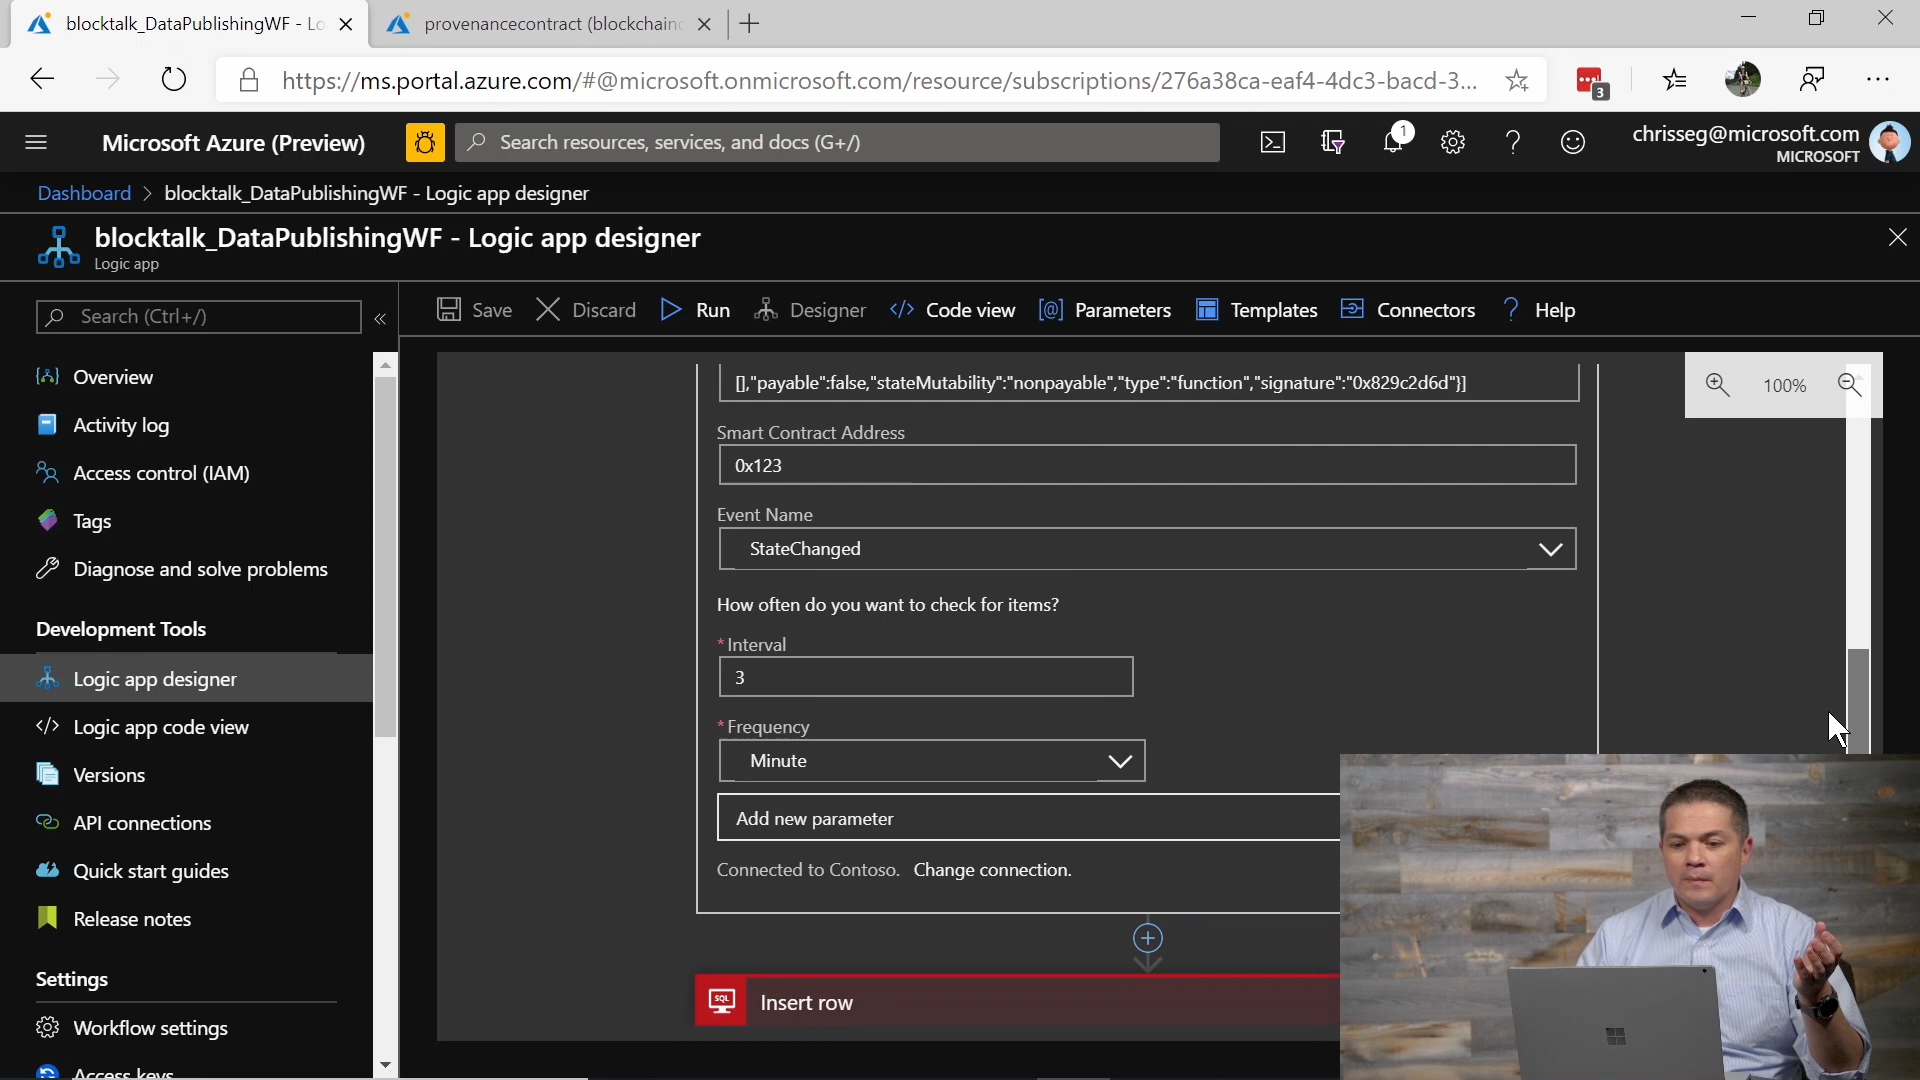 blocktalk_DataPublishingWF - Lo
provenancecontract (blockchain
https://ms.portal.azure.com/#@microsoft.onmicrosoft.com/resource/subscriptions/276a38ca-eaf4-4dc3-bacd-3...
3
Microsoft Azure (Preview)
Search resources, services, and docs (G+/)
1
chrisseg@microsoft.com
MICROSOFT
Dashboard > blocktalk_DataPublishingWF - Logic app designer
blocktalk_DataPublishingWF - Logic app designer
Logic app
Search (Ctrl+/)
Save
Discard
Run
Designer
Code view
Parameters
Templates
Connectors
Help
Overview
Activity log
Access control (IAM)
Tags
Diagnose and solve problems
Development Tools
Logic app designer
Logic app code view
Versions
API connections
Quick start guides
Release notes
Settings
Workflow settings
Access keys
[],"payable":false,"stateMutability":"nonpayable","type":"function","signature":"0x829c2d6d"}]
100%
Smart Contract Address
0x123
Event Name
StateChanged
How often do you want to check for items?
* Interval
3
* Frequency
Minute
Add new parameter
Connected to Contoso. Change connection.
SQL
Insert row